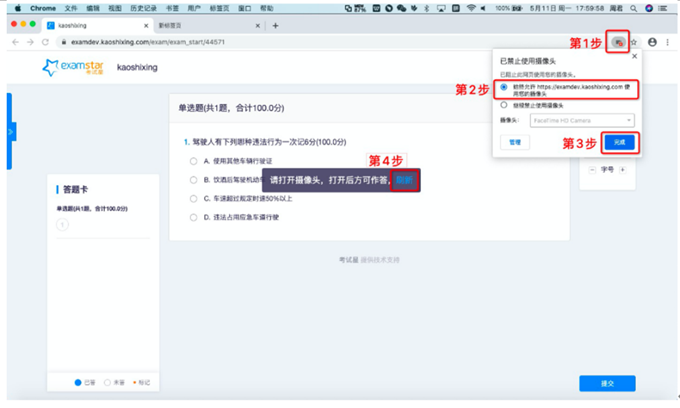 Chrome 文件 编辑 视图 历史记录 书签 用户 标签页 窗口 帮助 100% 5月11日 周一 17:59:58 周君
kaoshixing
新标签页
examdev.kaoshixing.com/exam/exam_start/44571
第1步
examstar
考试星
kaoshixing
已禁止使用摄像头
已阻止此网页使用您的摄像头。
第2步
始终允许 https://examdev.kaoshixing.com 使用您的摄像头
继续禁止使用摄像头
摄像头:
FaceTime HD Camera
第3步
管理
完成
单选题(共1题，合计100.0分)
1. 驾驶人有下列哪种违法行为一次记6分(100.0分)
第4步
A. 使用其他车辆行驶证
B. 饮酒后驾驶机动车
请打开摄像头，打开后方可作答，刷新
C. 车速超过规定时速50%以上
D. 违法占用应急车道行驶
字号
答题卡
单选题(共1题，合计100.0分)
1
考试星 提供技术支持
已答
未答
标记
提交